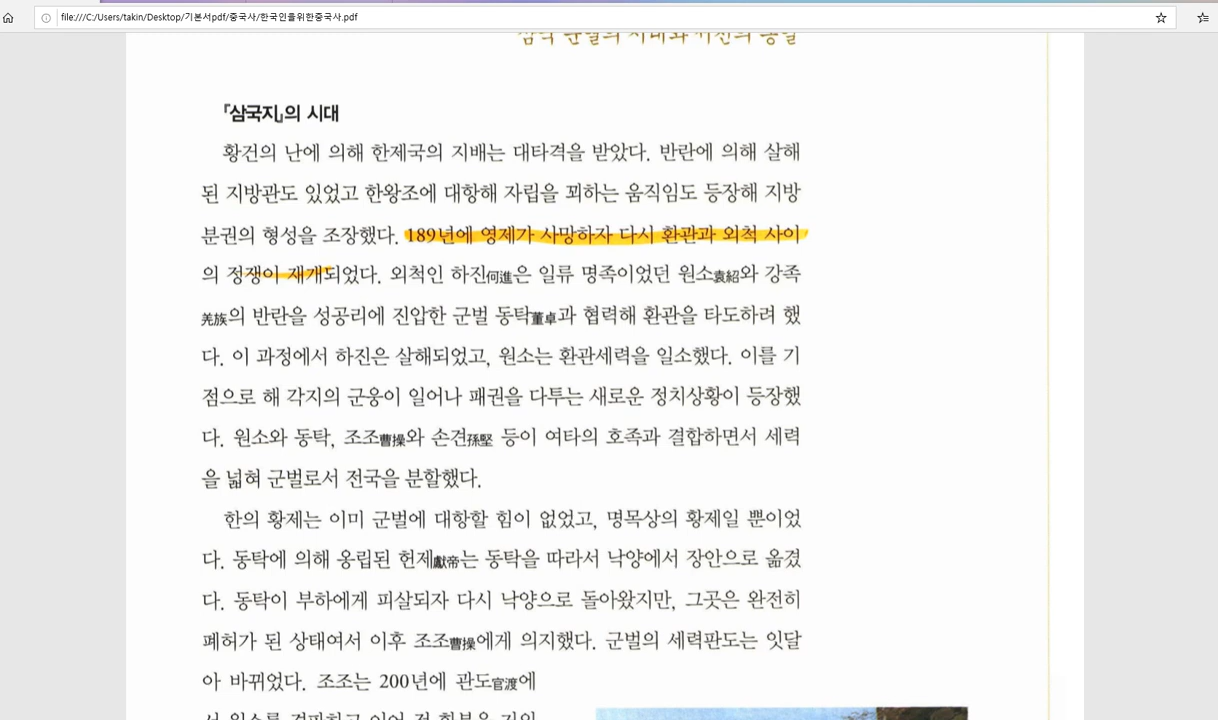 file:///C:/Users/takin/Desktop/기본서pdf/중국사/한국인을위한중국사.pdf
『삼국지』의 시대
황건의 난에 의해 한제국의 지배는 대타격을 받았다. 반란에 의해 살해
된 지방관도 있었고 한왕조에 대항해 자립을 꾀하는 움직임도 등장해 지방
분권의 형성을 조장했다. 189년에 영제가 사망하자 다시 환관과 외척 사이
의 정쟁이 재개되었다. 외척인 하진何進은 일류 명족이었던 원소袁紹와 강족
羌族의 반란을 성공리에 진압한 군벌 동탁董卓과 협력해 환관을 타도하려 했
다. 이 과정에서 하진은 살해되었고, 원소는 환관세력을 일소했다. 이를 기
점으로 해 각지의 군웅이 일어나 패권을 다투는 새로운 정치상황이 등장했
다. 원소와 동탁, 조조曹操와 손견孫堅 등이 여타의 호족과 결합하면서 세력
을 넓혀 군벌로서 전국을 분할했다.
한의 황제는 이미 군벌에 대항할 힘이 없었고, 명목상의 황제일 뿐이었
다. 동탁에 의해 옹립된 헌제獻帝는 동탁을 따라서 낙양에서 장안으로 옮겼
다. 동탁이 부하에게 피살되자 다시 낙양으로 돌아왔지만, 그곳은 완전히
폐허가 된 상태여서 이후 조조曹操에게 의지했다. 군벌의 세력판도는 잇달
아 바뀌었다. 조조는 200년에 관도官渡에